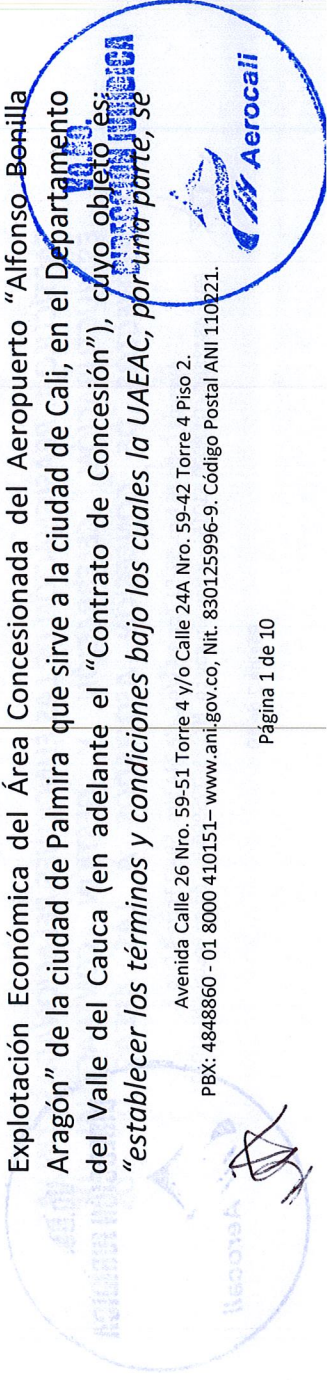 Explotación Económica del Área Concesionada del Aeropuerto "Alfonso Bonilla
Aragón" de la ciudad de Palmira que sirve a la ciudad de Cali, en el Departamento
del Valle del Cauca (en adelante el "Contrato de Concesión"), cuyo objeto es:
"establecer los términos y condiciones bajo los cuales la UAEAC, por una parte, se
Avenida Calle 26 Nro. 59-51 Torre 4 y/o Calle 24A Nro. 59-42 Torre 4 Piso 2.
PBX: 4848860 - 01 8000 410151– www.ani.gov.co, Nit. 830125996-9. Código Postal ANI 110221.
Página 1 de 10
Vo.Bo.
DIRECCION JURIDICA
Aerocali